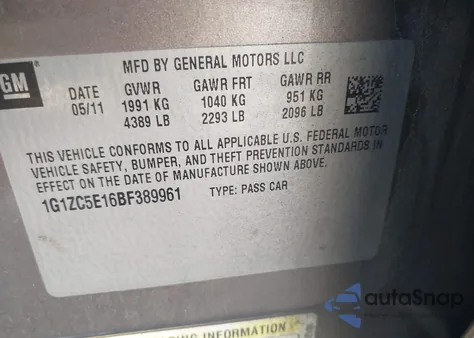 GM
MFD BY GENERAL MOTORS LLC
DATE GVWR GAWR FRT GAWR RR
05/11 1991 KG 1040 KG 951 KG
4389 LB 2293 LB 2096 LB
THIS VEHICLE CONFORMS TO ALL APPLICABLE U.S. FEDERAL MOTOR
VEHICLE SAFETY, BUMPER, AND THEFT PREVENTION STANDARDS IN
EFFECT ON THE DATE OF MANUFACTURE SHOWN ABOVE.
1G1ZC5E16BF389961 TYPE: PASS CAR
autoSnap
INFORMATION